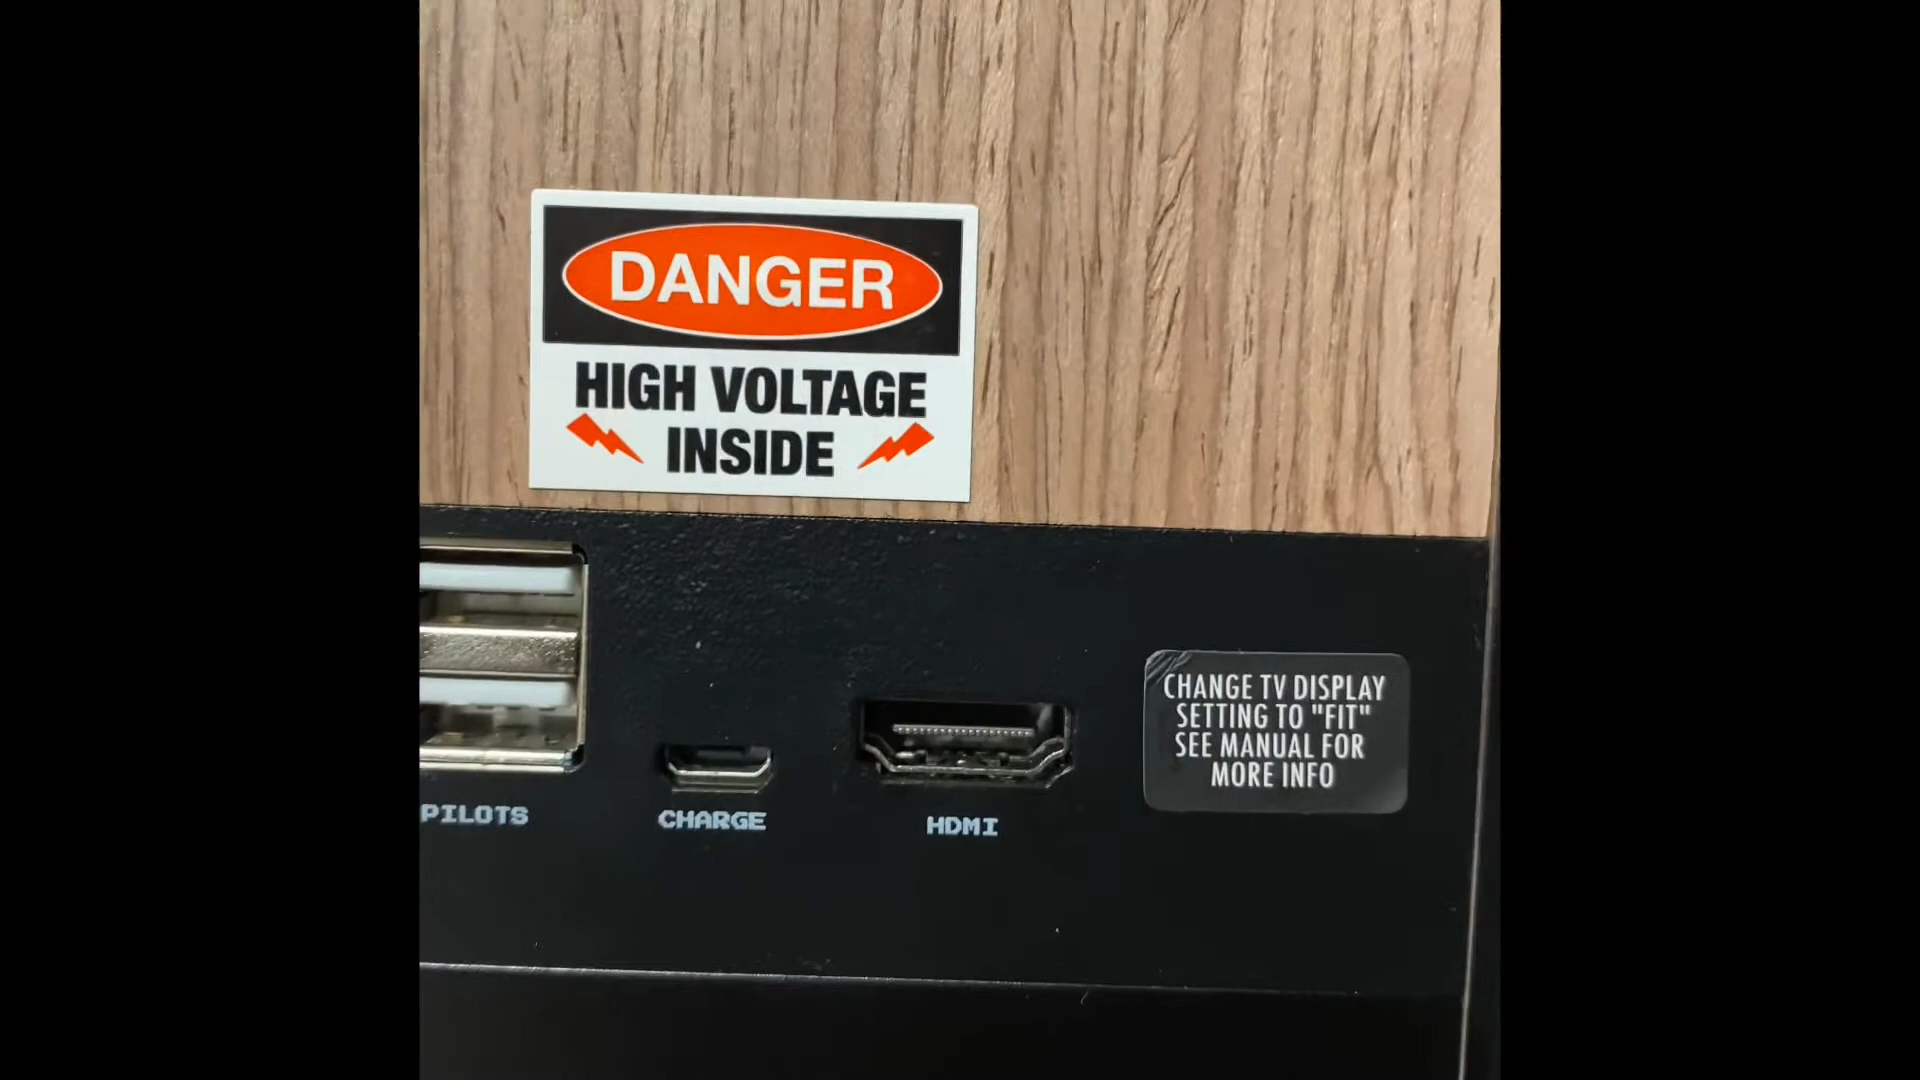 DANGER
HIGH VOLTAGE
INSIDE
CHANGE TV DISPLAY
SETTING TO "FIT"
SEE MANUAL FOR
MORE INFO
PILOTS
CHARGE
HDMI